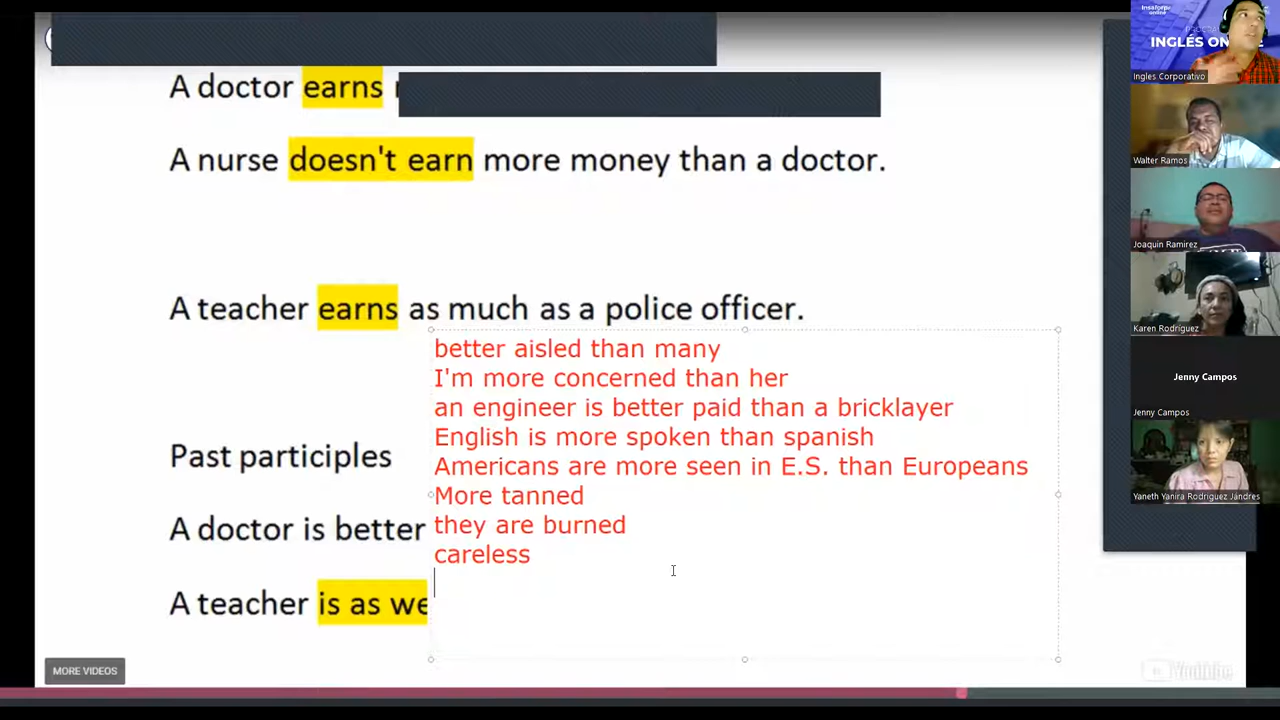 A doctor earns
A nurse doesn't earn more money than a doctor.
A teacher earns as much as a police officer.
better aisled than many
I'm more concerned than her
an engineer is better paid than a bricklayer
English is more spoken than spanish
Americans are more seen in E.S. than Europeans
More tanned
they are burned
careless
Past participles
A doctor is better
A teacher is as we
MORE VIDEOS
YouTube
Insaforp
online
INGLÉS ON
Ingles Corporativo
Walter Ramos
Joaquin Ramirez
Karen Rodriguez
Jenny Campos
Jenny Campos
Yaneth Yanira Rodriguez Jandres